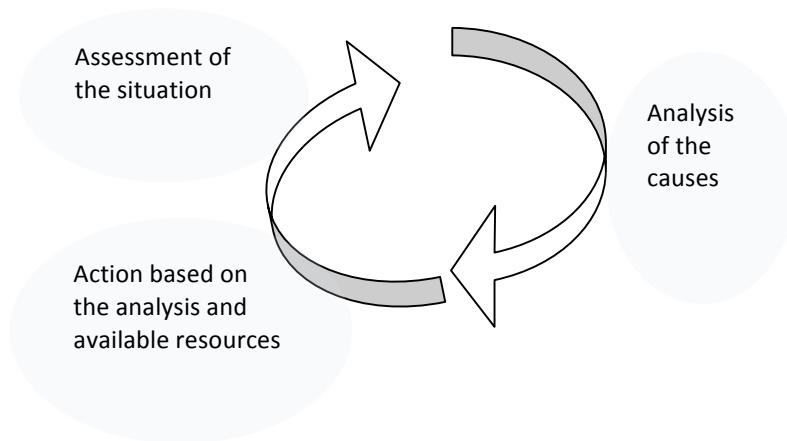 Assessment of
the situation
Analysis
of the
causes
Action based on
the analysis and
available resources